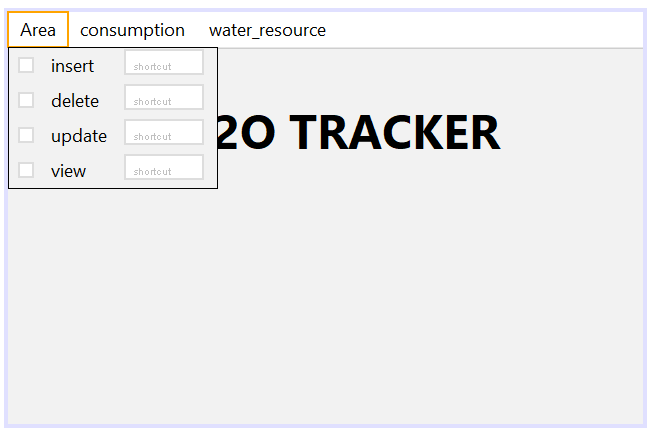 Area consumption water_resource
insert shortcut
delete shortcut
update shortcut
view shortcut
2O TRACKER